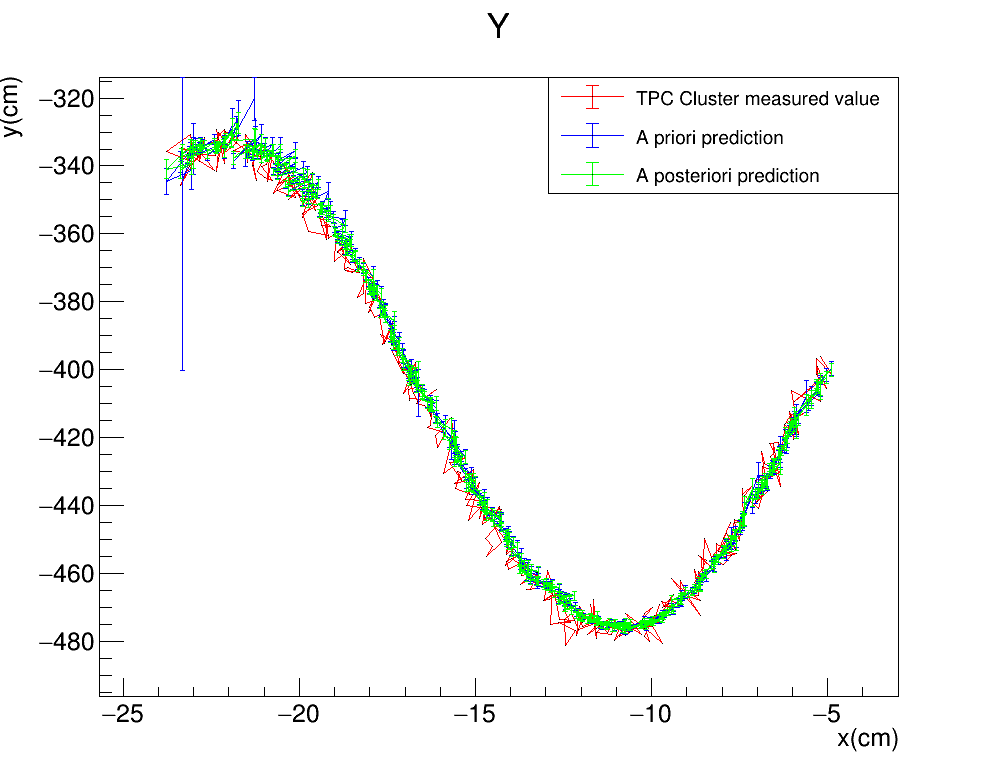 Y
y(cm)
TPC Cluster measured value
A priori prediction
A posteriori prediction
−320
−340
−360
−380
−400
−420
−440
−460
−480
−25 −20 −15 −10 −5
x(cm)